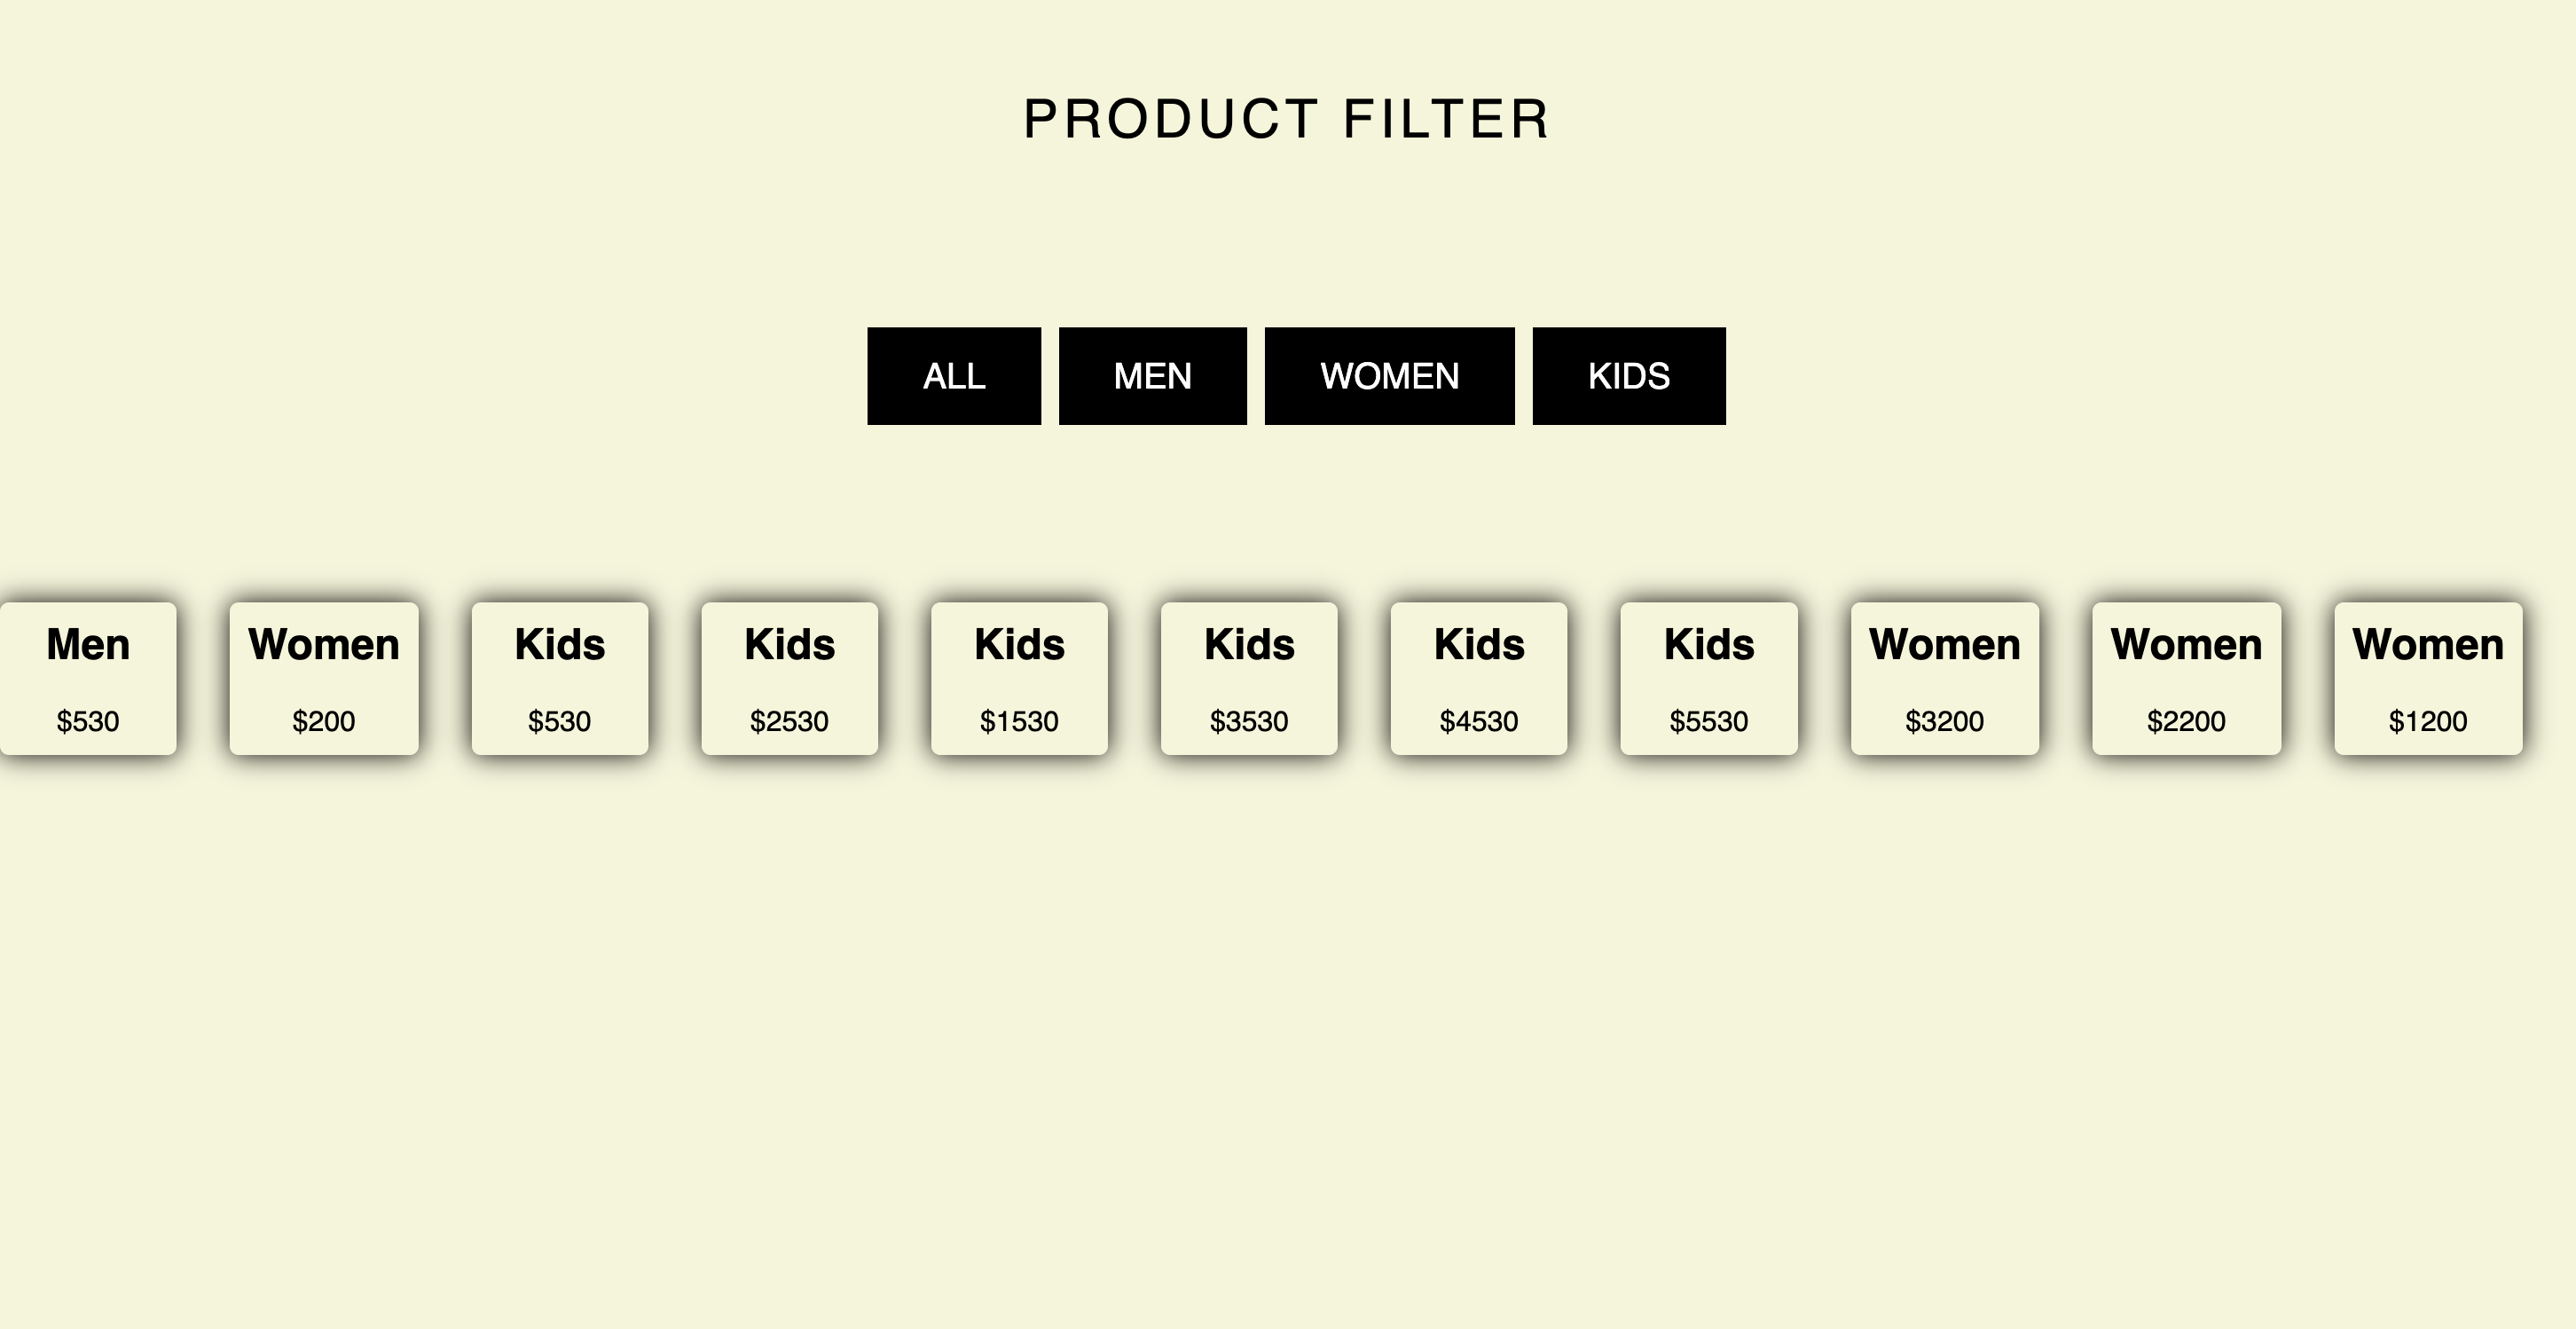 PRODUCT FILTER
ALL MEN WOMEN KIDS
Men Women Kids Kids Kids Kids Kids Kids Women Women Women
$530 $200 $530 $2530 $1530 $3530 $4530 $5530 $3200 $2200 $1200